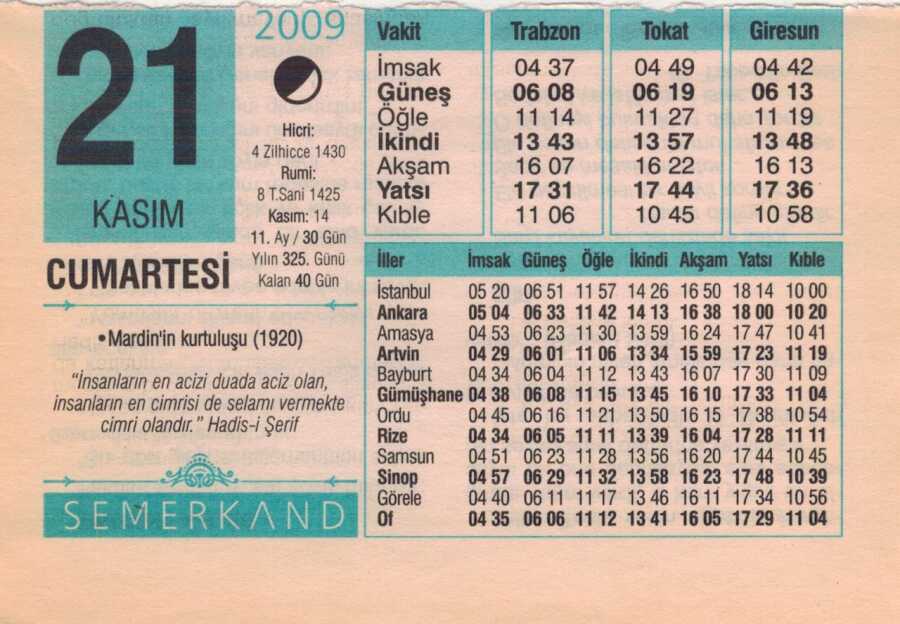 21
KASIM
CUMARTESİ
2009
Hicri:
4 Zilhicce 1430
Rumi:
8 T.Sani 1425
Kasım: 14
11. Ay / 30 Gün
Yılın 325. Günü
Kalan 40 Gün
•Mardin'in kurtuluşu (1920)
"İnsanların en acizi duada aciz olan,
insanların en cimrisi de selamı vermekte
cimri olandır." Hadis-i Şerif
SEMERKAND
Vakit Trabzon Tokat Giresun
İmsak 04 37 04 49 04 42
Güneş 06 08 06 19 06 13
Öğle 11 14 11 27 11 19
İkindi 13 43 13 57 13 48
Akşam 16 07 16 22 16 13
Yatsı 17 31 17 44 17 36
Kıble 11 06 10 45 10 58
İller İmsak Güneş Öğle İkindi Akşam Yatsı Kıble
İstanbul 05 20 06 51 11 57 14 26 16 50 18 14 10 00
Ankara 05 04 06 33 11 42 14 13 16 38 18 00 10 20
Amasya 04 53 06 23 11 30 13 59 16 24 17 47 10 41
Artvin 04 29 06 01 11 06 13 34 15 59 17 23 11 19
Bayburt 04 34 06 04 11 12 13 43 16 07 17 30 11 09
Gümüşhane 04 38 06 08 11 15 13 45 16 10 17 33 11 04
Ordu 04 45 06 16 11 21 13 50 16 15 17 38 10 54
Rize 04 34 06 05 11 11 13 39 16 04 17 28 11 11
Samsun 04 51 06 23 11 28 13 56 16 20 17 44 10 45
Sinop 04 57 06 29 11 32 13 58 16 23 17 48 10 39
Görele 04 40 06 11 11 17 13 46 16 11 17 34 10 56
Of 04 35 06 06 11 12 13 41 16 05 17 29 11 04